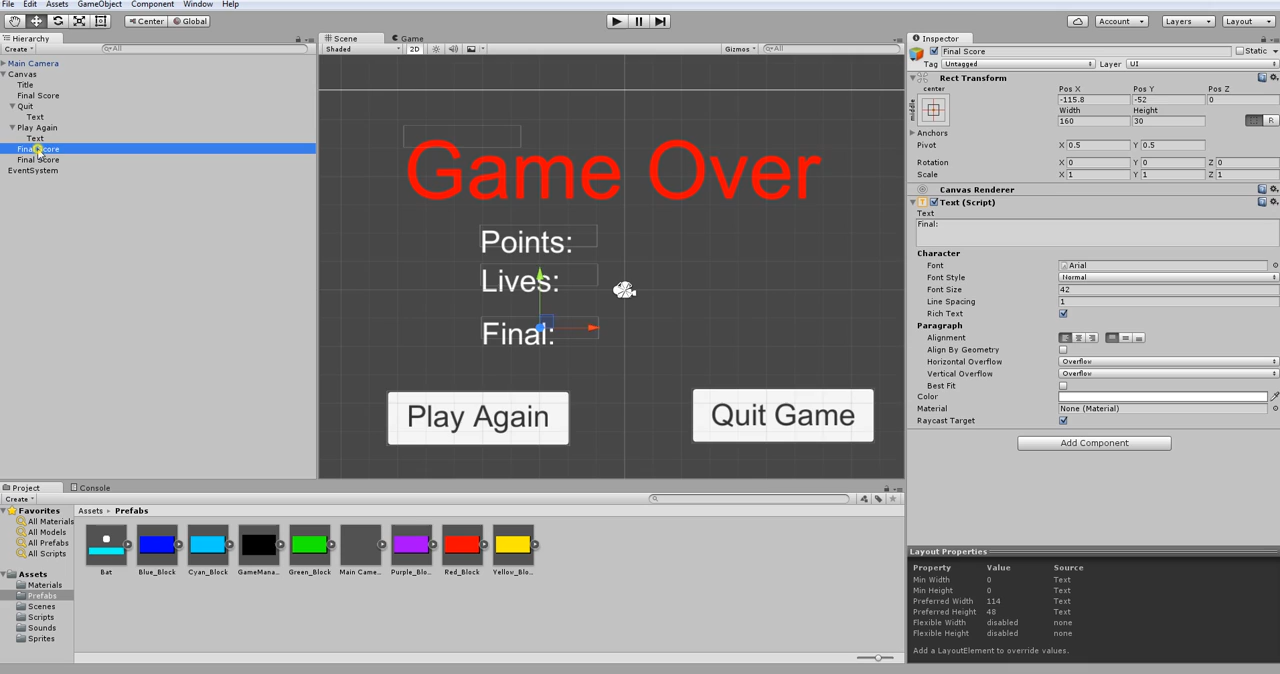 File Edit Assets GameObject Component Window Help
Center Global Account Layers Layout
Hierarchy
Create All
Main Camera
Canvas
Title
Final Score
Quit
Text
Play Again
Text
Final Score
Final Score
EventSystem
Scene Game
Shaded 2D Gizmos All
Game Over
Points:
Lives:
Final:
Play Again Quit Game
Inspector
Final Score Static
Tag Untagged Layer UI
Rect Transform
center
middle
Pos X Pos Y Pos Z
-115.8 -52 0
Width Height
160 30
R
Anchors
Pivot X 0.5 Y 0.5
Rotation X 0 Y 0 Z 0
Scale X 1 Y 1 Z 1
Canvas Renderer
Text (Script)
Text
Final:
Character
Font Arial
Font Style Normal
Font Size 42
Line Spacing 1
Rich Text
Paragraph
Alignment
Align By Geometry
Horizontal Overflow Overflow
Vertical Overflow Overflow
Best Fit
Color
Material None (Material)
Raycast Target
Add Component
Layout Properties
Property Value Source
Min Width 0 Text
Min Height 0 Text
Preferred Width 114 Text
Preferred Height 48 Text
Flexible Width disabled none
Flexible Height disabled none
Add a LayoutElement to override values.
Project Console
Create
Favorites
All Materials
All Models
All Prefabs
All Scripts
Assets
Materials
Prefabs
Scenes
Scripts
Sounds
Sprites
Assets Prefabs
Bat Blue_Block Cyan_Block GameMana... Green_Block Main Came... Purple_Blo... Red_Block Yellow_Blo...